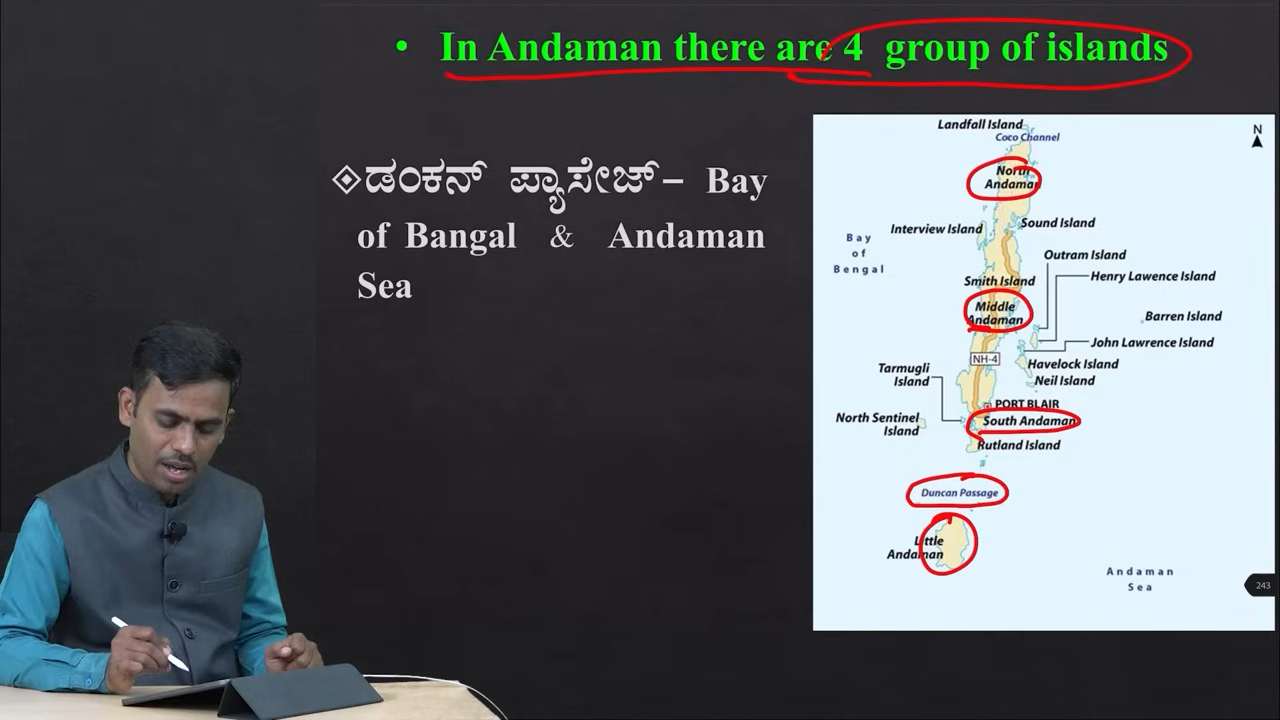 • In Andaman there are 4 group of islands
ಡಂಕನ್ ಪ್ಯಾಸೇಜ್– Bay
of Bangal & Andaman
Sea
Landfall Island
Coco Channel
N
North
Andaman
Sound Island
Interview Island
Bay
of
Bengal
Outram Island
Henry Lawence Island
Smith Island
Middle
Andaman
Barren Island
John Lawrence Island
NH-4
Havelock Island
Tarmugli
Island
Neil Island
PORT BLAIR
North Sentinel
Island
South Andaman
Rutland Island
Duncan Passage
Little
Andaman
Andaman
Sea
243